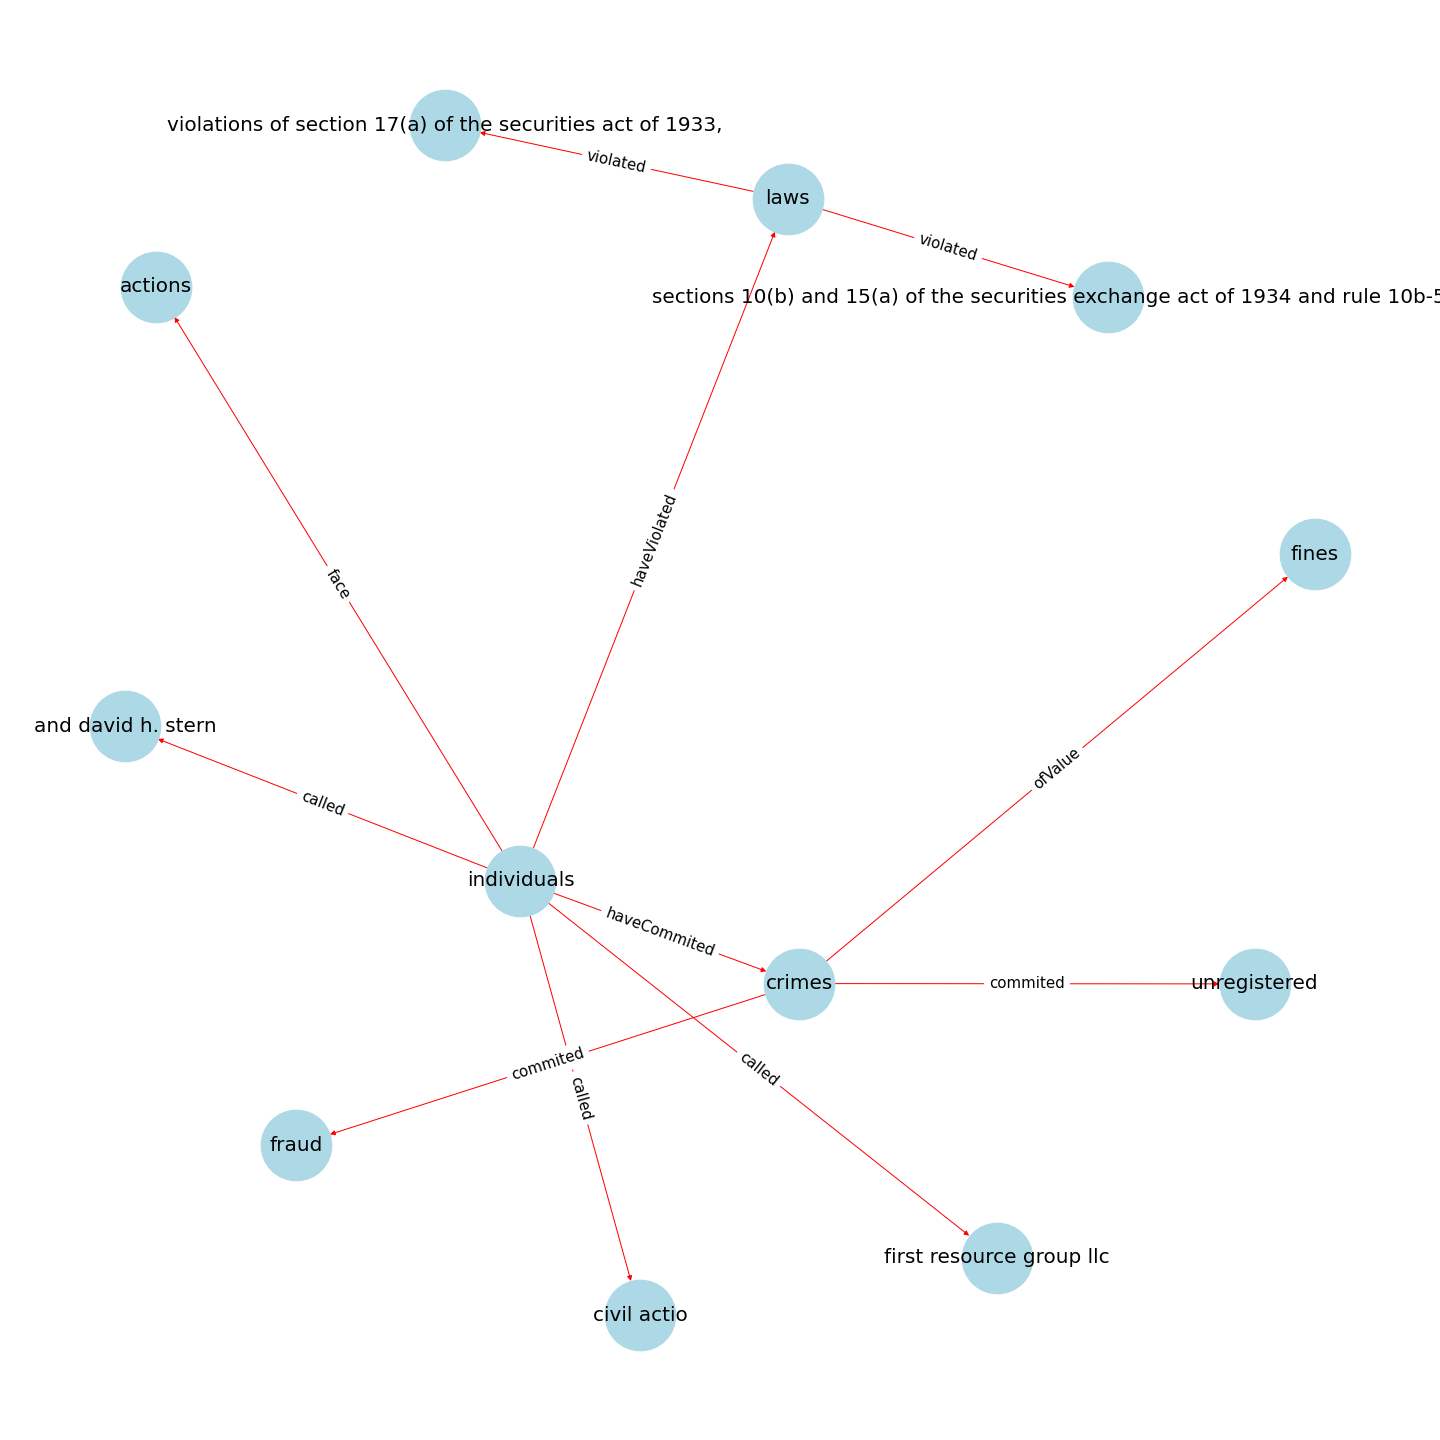 violations of section 17(a) of the securities act of 1933,
violated
laws
violated
actions
sections 10(b) and 15(a) of the securities exchange act of 1934 and rule 10b-5
haveViolated
fines
face
and david h. stern
ofValue
called
individuals
haveCommited
crimes
commited
unregistered
commited
called
called
fraud
first resource group llc
civil actio